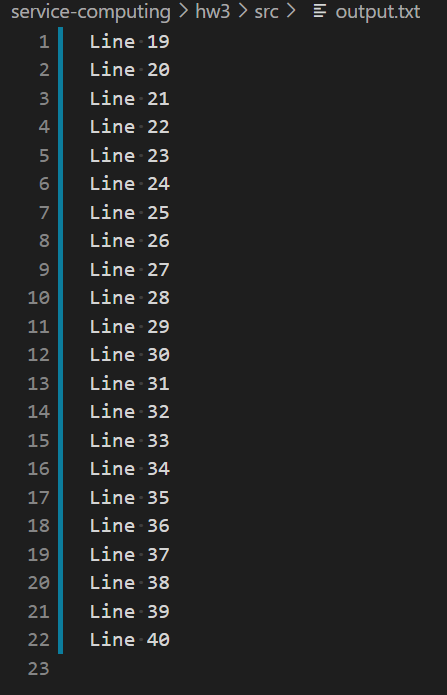 service-computing > hw3 > src > output.txt
1 Line 19
2 Line 20
3 Line 21
4 Line 22
5 Line 23
6 Line 24
7 Line 25
8 Line 26
9 Line 27
10 Line 28
11 Line 29
12 Line 30
13 Line 31
14 Line 32
15 Line 33
16 Line 34
17 Line 35
18 Line 36
19 Line 37
20 Line 38
21 Line 39
22 Line 40
23